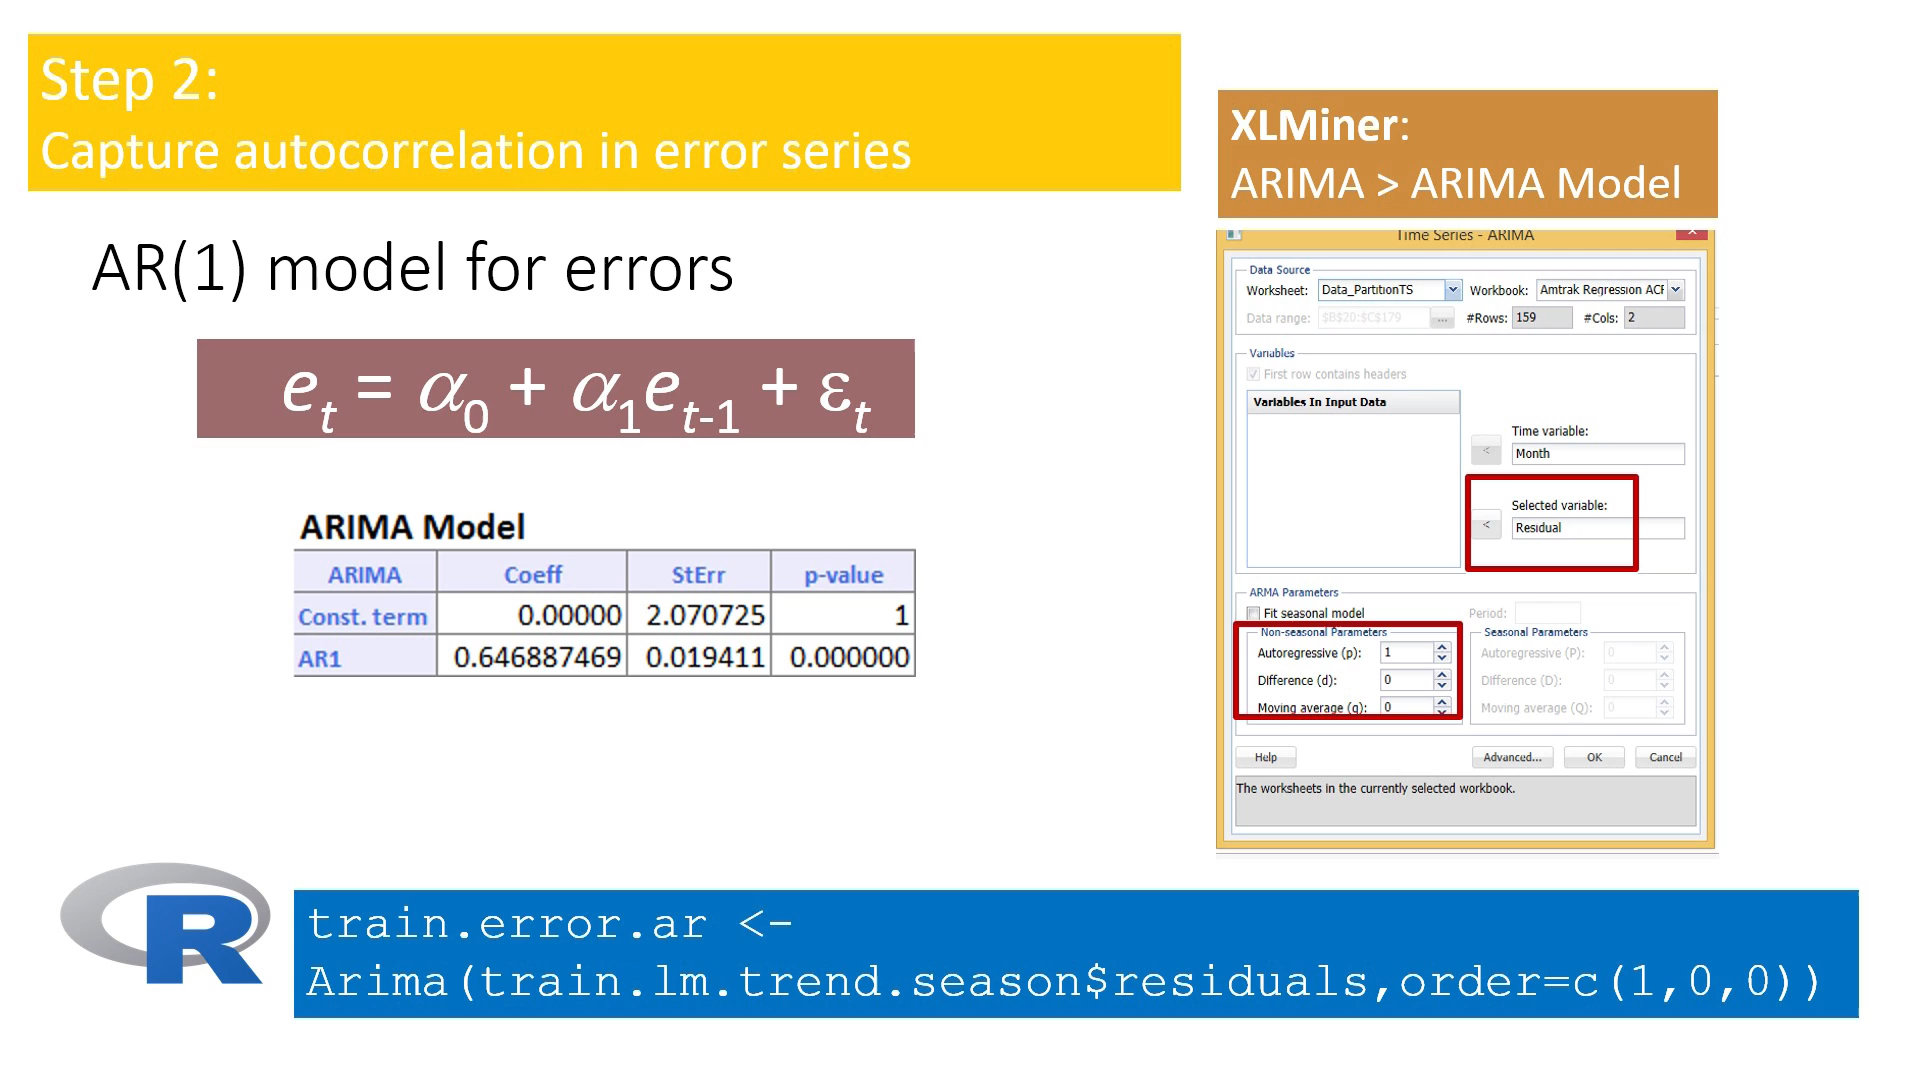 Step 2:
Capture autocorrelation in error series
XLMiner:
ARIMA > ARIMA Model
AR(1) model for errors
e_t = α_0 + α_1e_{t-1} + ε_t
ARIMA Model
ARIMA Coeff StErr p-value
Const. term 0.00000 2.070725 1
AR1 0.646887469 0.019411 0.000000
Time Series - ARIMA
Data Source
Worksheet: Data_PartitionTS Workbook: Amtrak Regression ACF
Data range: $B$20:$C$179 ... #Rows: 159 #Cols: 2
Variables
First row contains headers
Variables In Input Data
Time variable:
< Month
Selected variable:
< Residual
ARMA Parameters
Fit seasonal model Period:
Non-seasonal Parameters Seasonal Parameters
Autoregressive (p): 1 Autoregressive (P): 0
Difference (d): 0 Difference (D): 0
Moving average (q): 0 Moving average (Q): 0
Help Advanced... OK Cancel
The worksheets in the currently selected workbook.
R
train.error.ar <-
Arima(train.lm.trend.season$residuals,order=c(1,0,0))